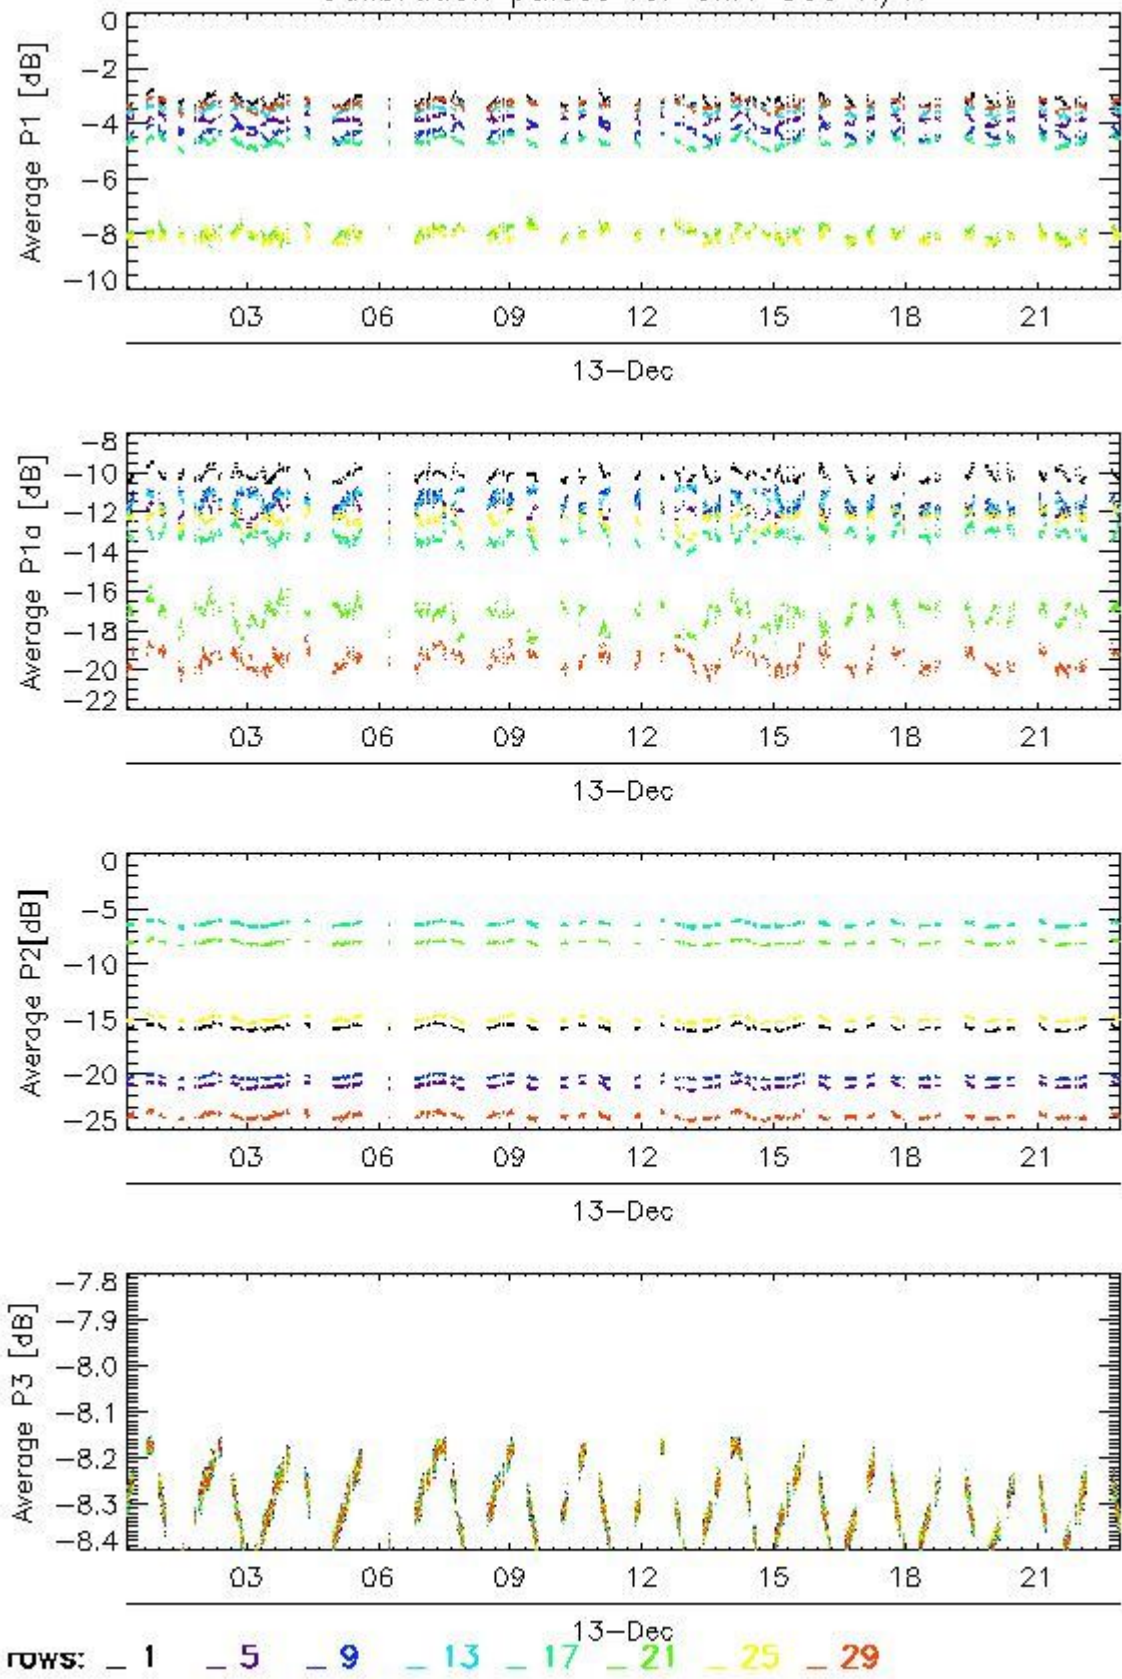 0
−2
−4
−6
−8
−10
Average P1 [dB]
03 06 09 12 15 18 21
13−Dec
−8
−10
−12
−14
−16
−18
−20
−22
Average P1a [dB]
03 06 09 12 15 18 21
13−Dec
0
−5
−10
−15
−20
−25
Average P2[dB]
03 06 09 12 15 18 21
13−Dec
−7.8
−7.9
−8.0
−8.1
−8.2
−8.3
−8.4
Average P3 [dB]
03 06 09 12 15 18 21
13−Dec
rows: _ 1 _ 5 _ 9 _ 13 _ 17 _ 21 _ 25 _ 29